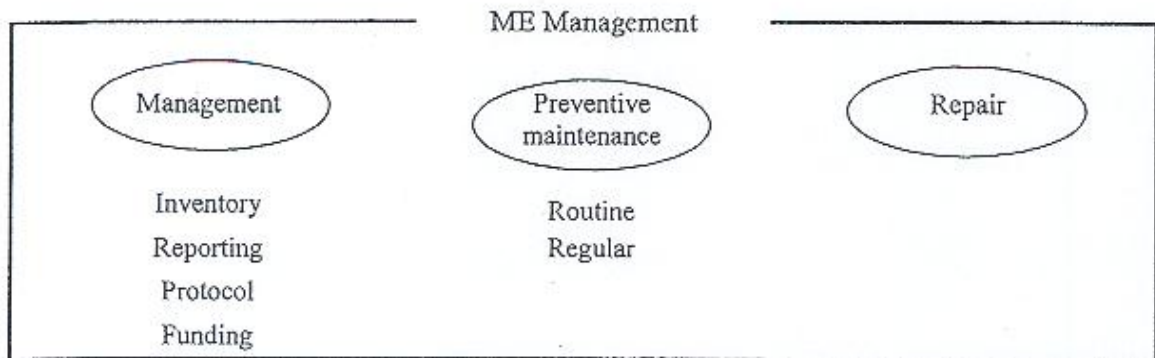 ME Management
Management
Inventory
Reporting
Protocol
Funding
Preventive
maintenance
Routine
Regular
Repair